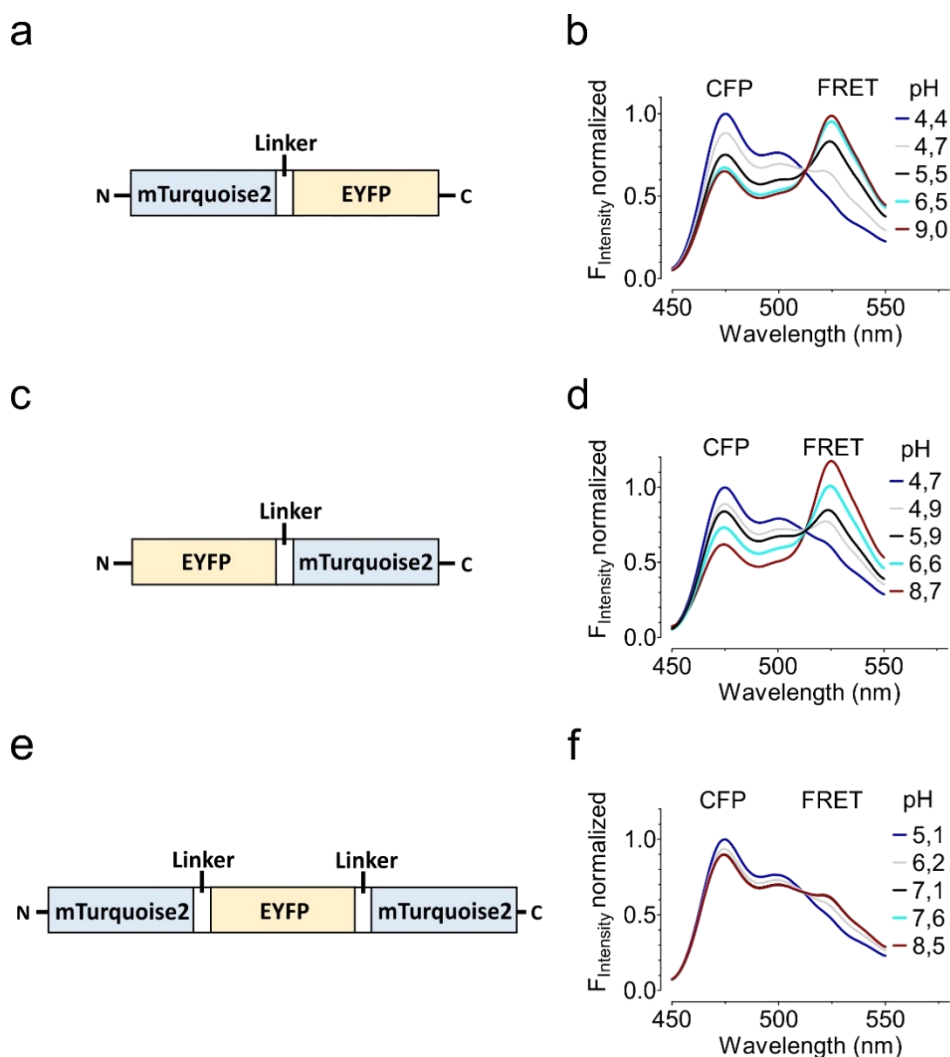 a
Linker
N
mTurquoise2
EYFP
C
b
CFP
FRET
pH
4,4
4,7
5,5
6,5
9,0
1.0
0.5
0.0
F Intensity normalized
450
500
550
Wavelength (nm)
c
Linker
N
EYFP
mTurquoise2
C
d
CFP
FRET
pH
4,7
4,9
5,9
6,6
8,7
1.0
0.5
0.0
F Intensity normalized
450
500
550
Wavelength (nm)
e
Linker
Linker
N
mTurquoise2
EYFP
mTurquoise2
C
f
CFP
FRET
pH
5,1
6,2
7,1
7,6
8,5
1.0
0.5
0.0
F Intensity normalized
450
500
550
Wavelength (nm)